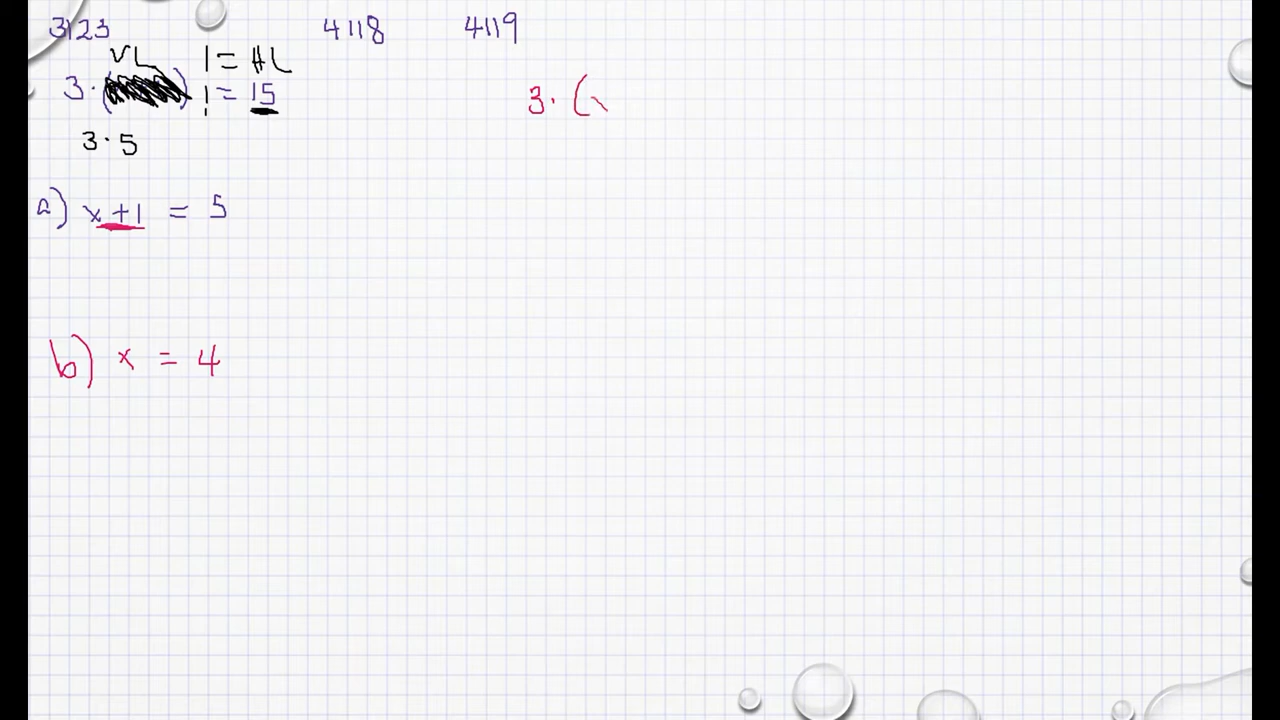 3123 4118 4119
VL | = HL
3 · ( ) | = 15
3 · (
3 · 5
a) x + 1 = 5
b) x = 4